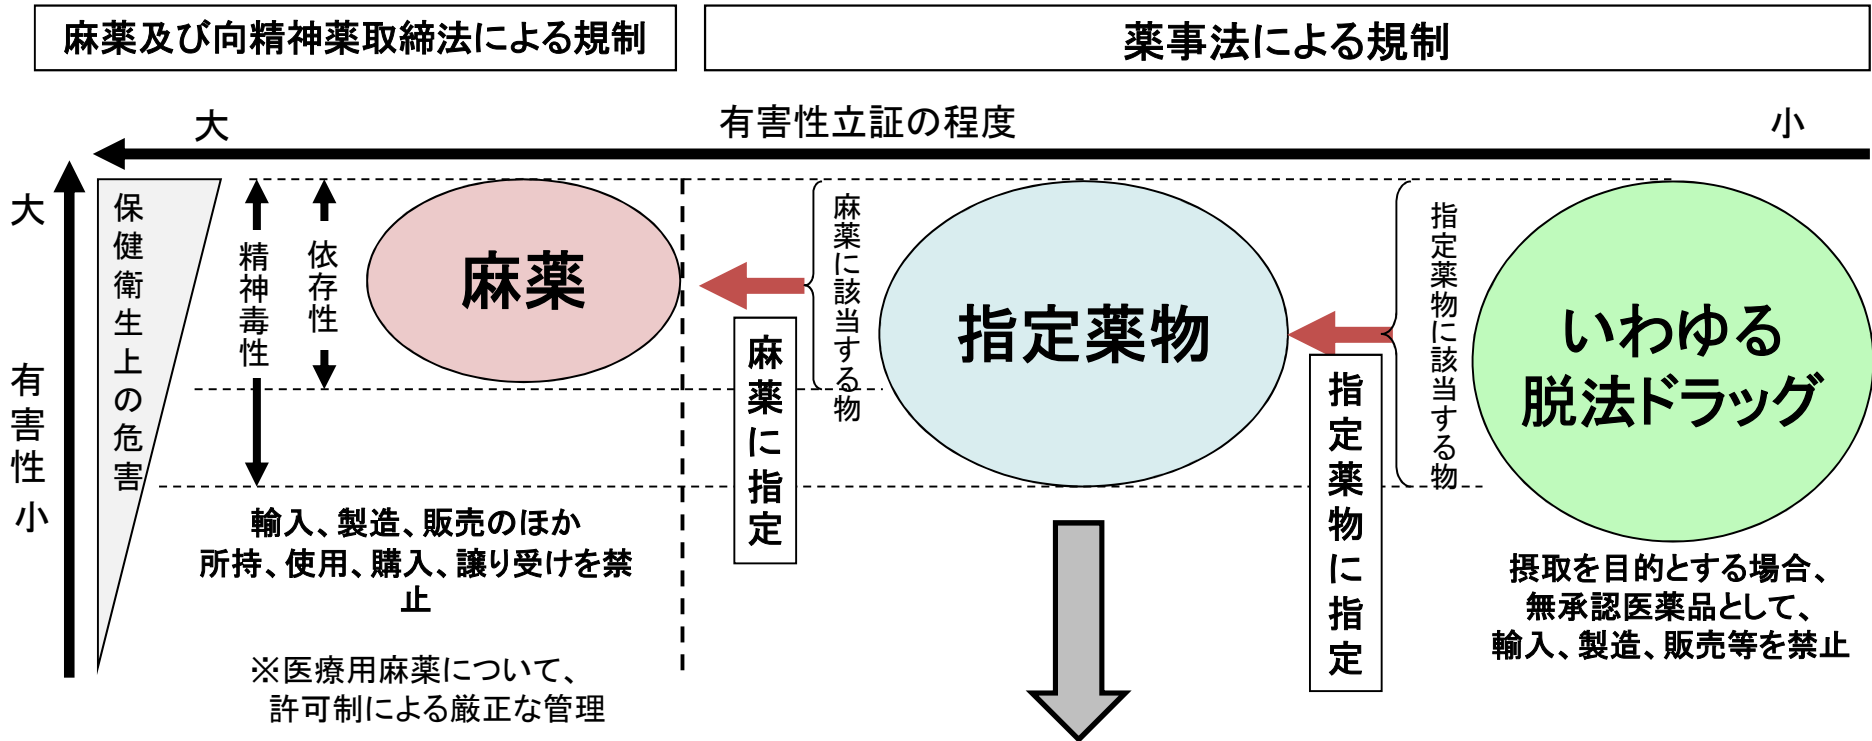 麻薬及び向精神薬取締法による規制
薬事法による規制
大
有害性立証の程度
小
大
有害性
小
保健衛生上の危害
精神毒性
依存性
麻薬
麻薬に該当する物
麻薬に指定
指定薬物
指定薬物に該当する物
指定薬物に指定
いわゆる
脱法ドラッグ
輸入、製造、販売のほか
所持、使用、購入、譲り受けを禁
止
※医療用麻薬について、
許可制による厳正な管理
摂取を目的とする場合、
無承認医薬品として、
輸入、製造、販売等を禁止